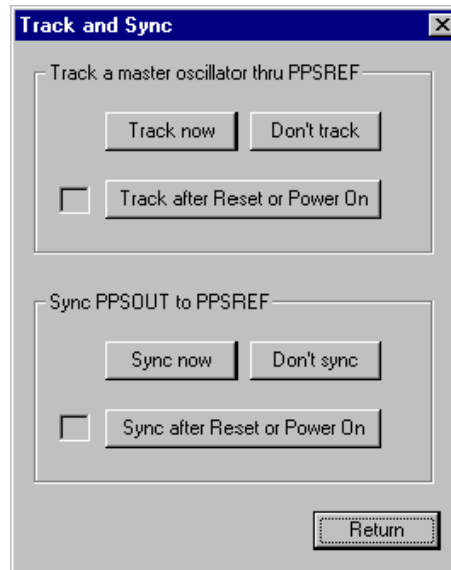 Track and Sync
Track a master oscillator thru PPSREF
Track now Don't track
Track after Reset or Power On
Sync PPSOUT to PPSREF
Sync now Don't sync
Sync after Reset or Power On
Return